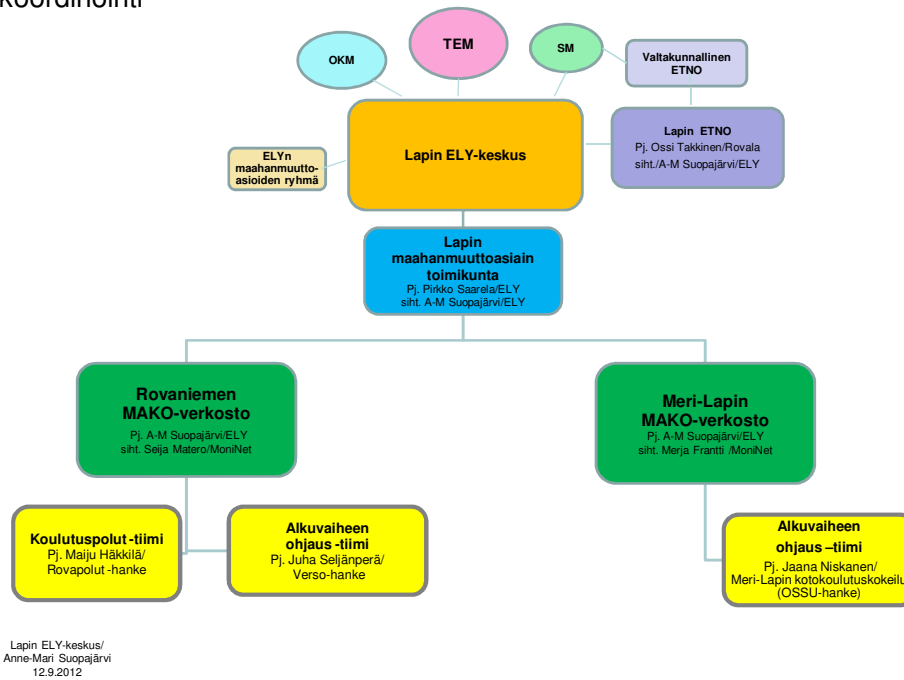 koordinointi
OKM
TEM
SM
Valtakunnallinen
ETNO
Lapin ETNO
Pj. Ossi Takkinen/Rovala
siht./A-M Suopajärvi/ELY
Lapin ELY-keskus
ELYn
maahanmuutto-
asioiden ryhmä
Lapin
maahanmuuttoasiain
toimikunta
Pj. Pirkko Saarela/ELY
siht. A-M Suopajärvi/ELY
Rovaniemen
MAKO-verkosto
Pj. A-M Suopajärvi/ELY
siht. Seija Matero/MoniNet
Meri-Lapin
MAKO-verkosto
Pj. A-M Suopajärvi/ELY
siht. Merja Frantti /MoniNet
Koulutuspolut -tiimi
Pj. Maiju Häkkilä/
Rovapolut -hanke
Alkuvaiheen
ohjaus -tiimi
Pj. Juha Seljänperä/
Verso-hanke
Alkuvaiheen
ohjaus –tiimi
Pj. Jaana Niskanen/
Meri-Lapin kotokoulutuskokeilu
(OSSU-hanke)
Lapin ELY-keskus/
Anne-Mari Suopajärvi
12.9.2012